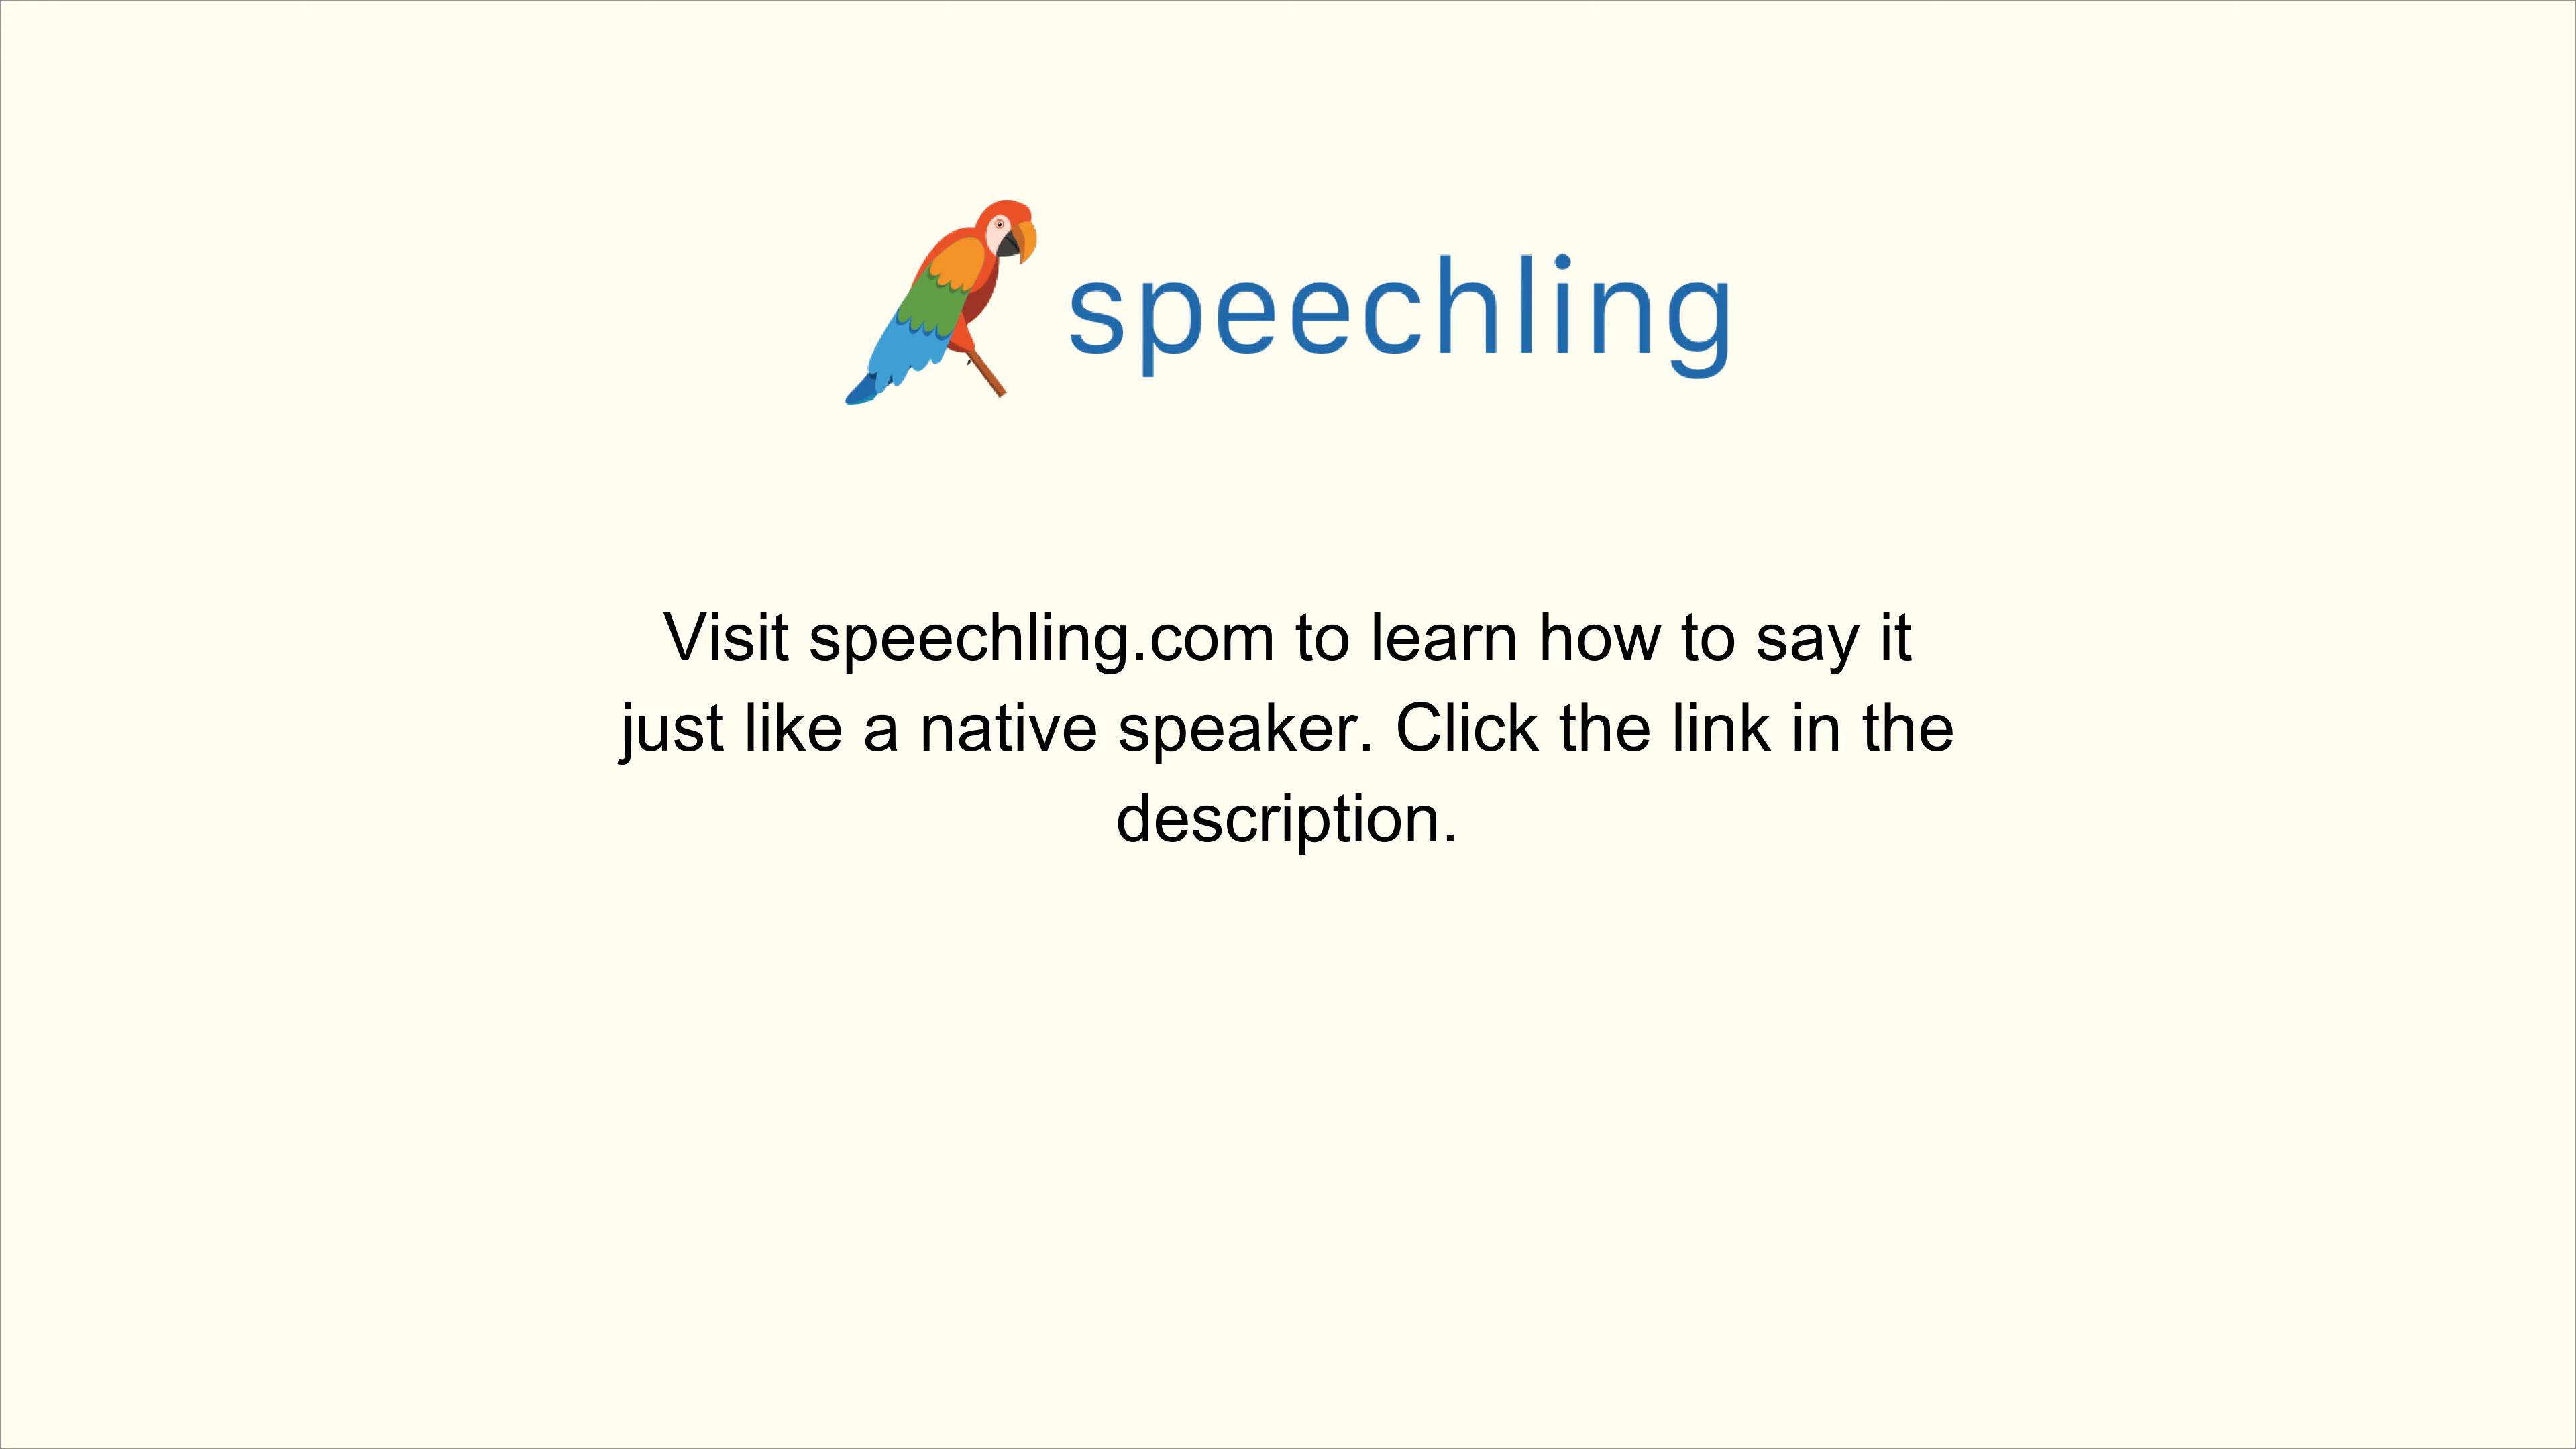 speechling
Visit speechling.com to learn how to say it
just like a native speaker. Click the link in the
description.